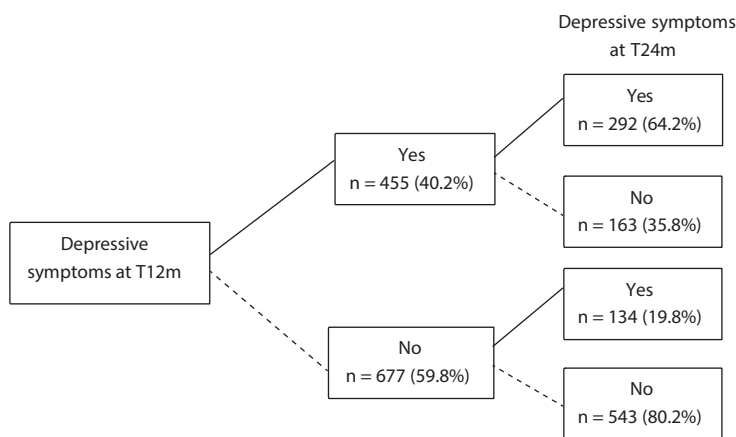 Depressive symptoms
at T24m
Yes
n = 292 (64.2%)
Yes
n = 455 (40.2%)
No
n = 163 (35.8%)
Depressive
symptoms at T12m
Yes
n = 134 (19.8%)
No
n = 677 (59.8%)
No
n = 543 (80.2%)